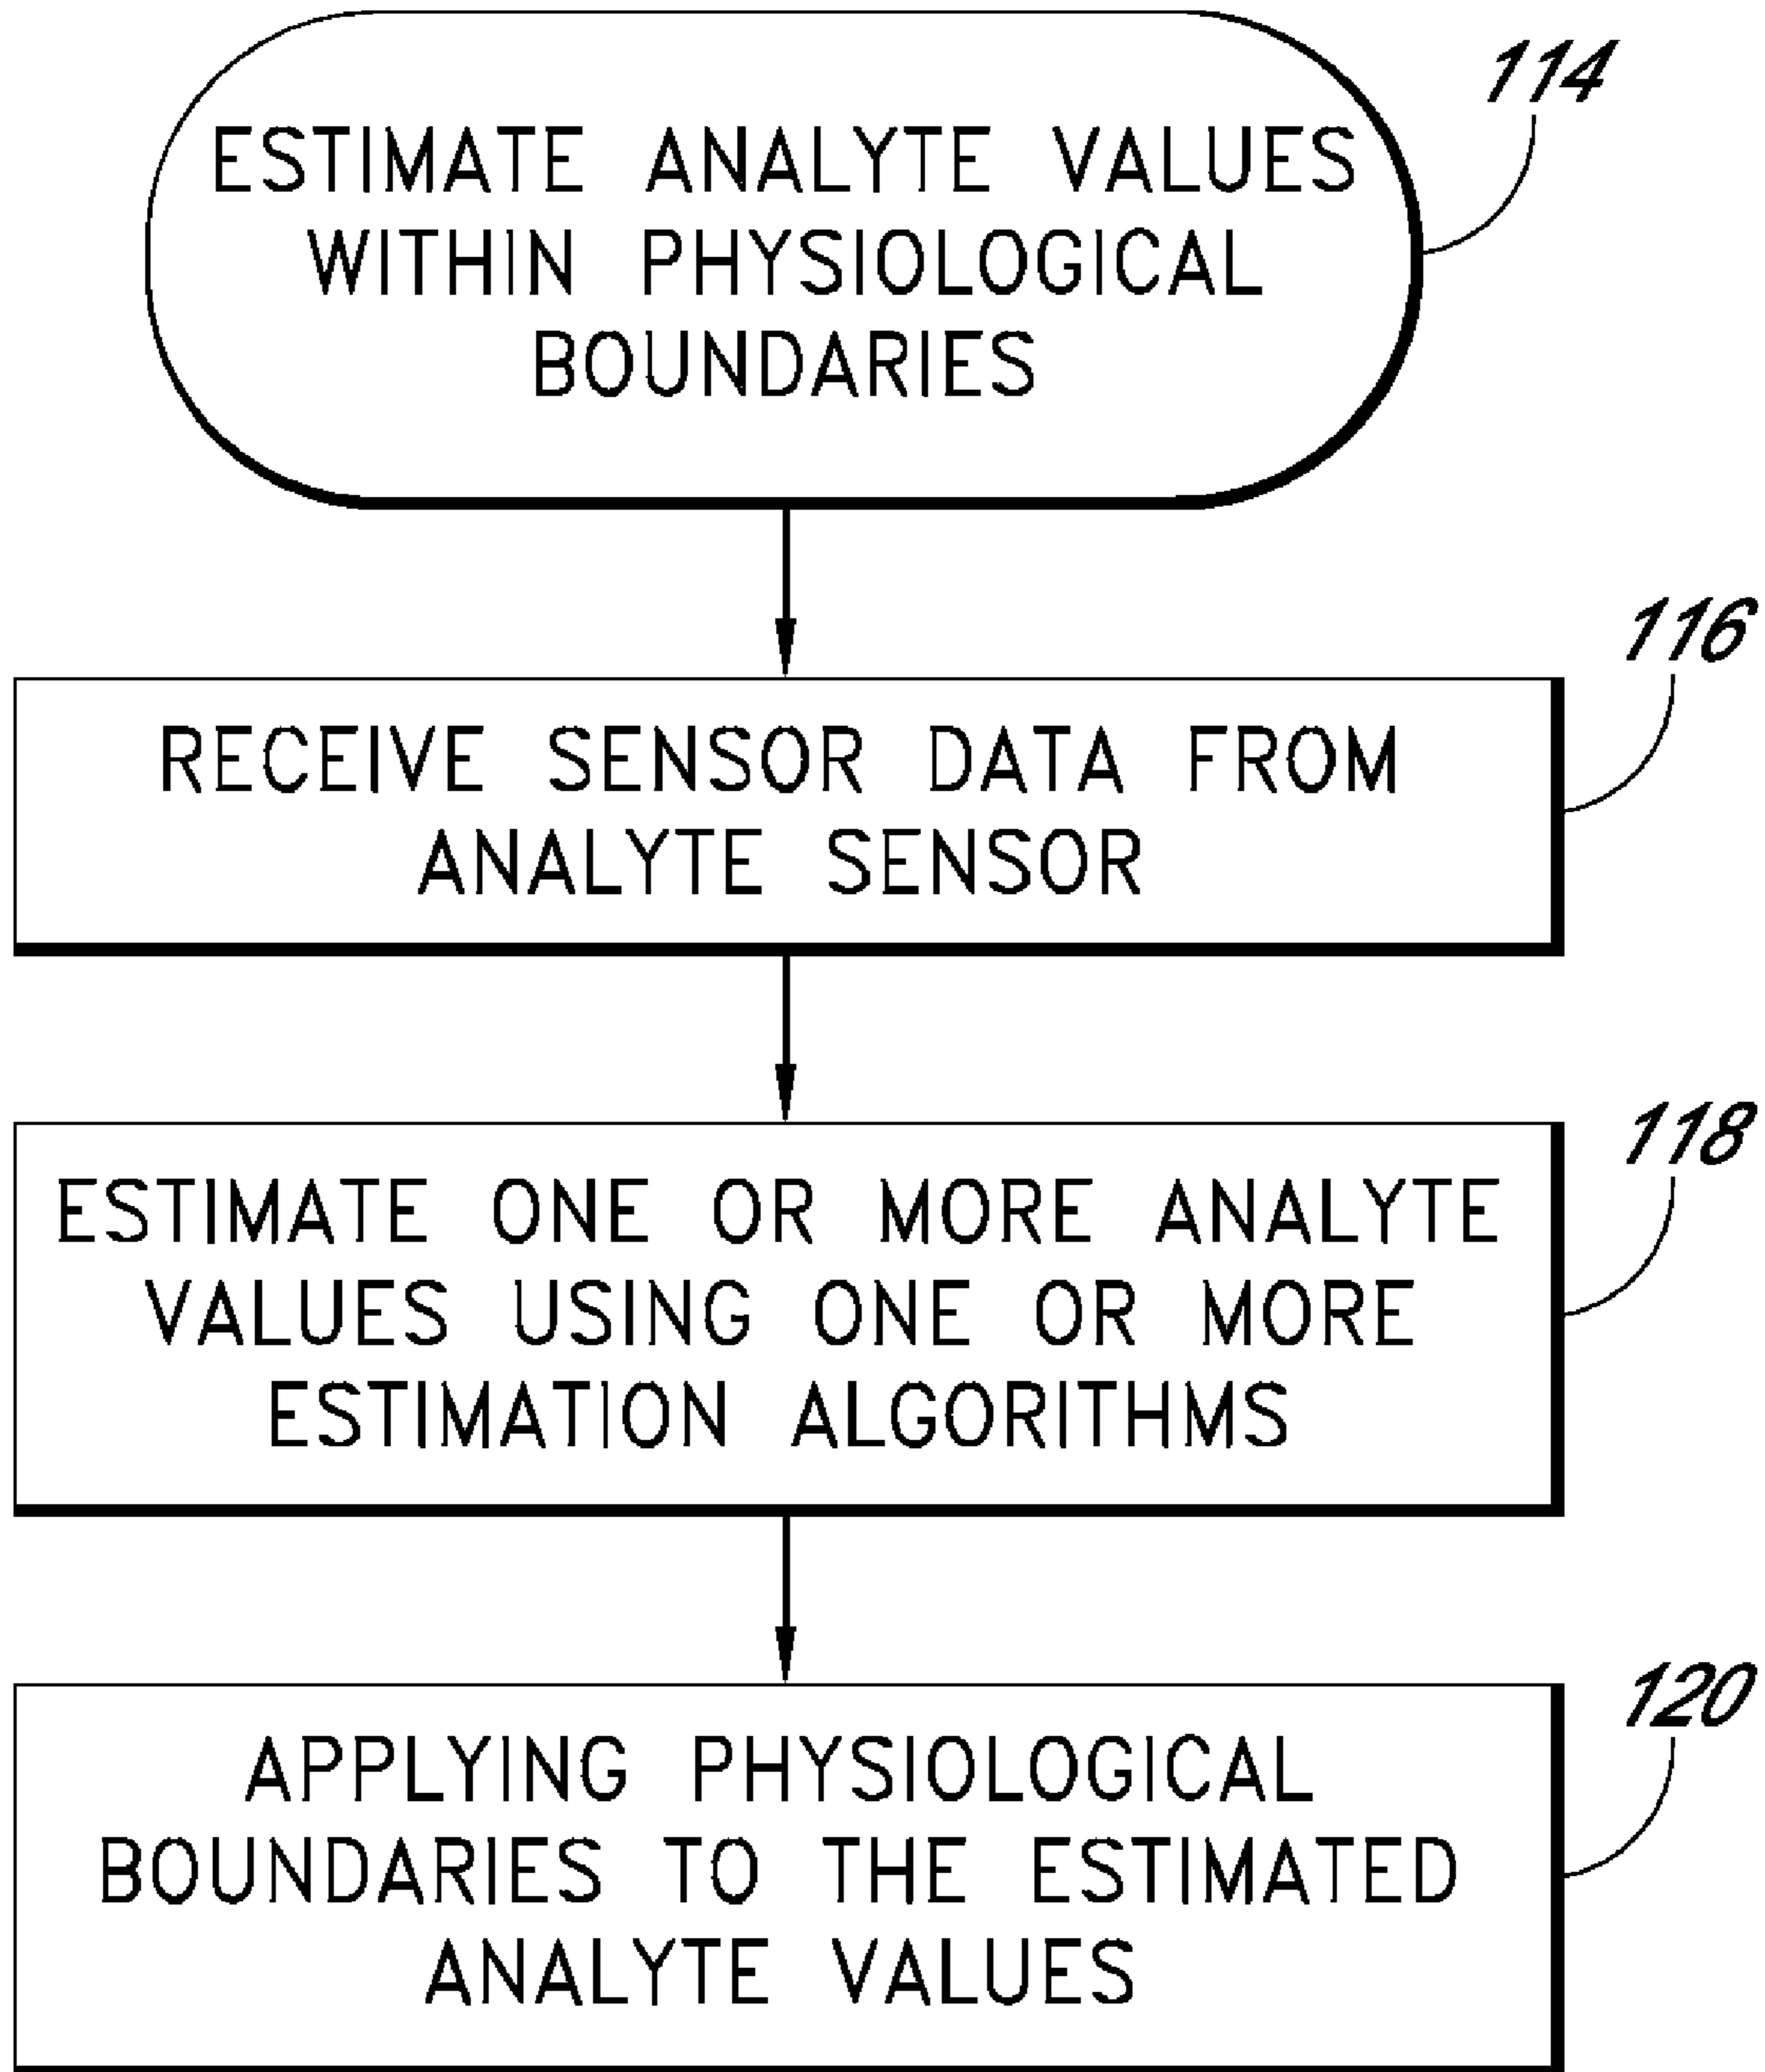 114
ESTIMATE ANALYTE VALUES
WITHIN PHYSIOLOGICAL
BOUNDARIES
116
RECEIVE SENSOR DATA FROM
ANALYTE SENSOR
118
ESTIMATE ONE OR MORE ANALYTE
VALUES USING ONE OR MORE
ESTIMATION ALGORITHMS
120
APPLYING PHYSIOLOGICAL
BOUNDARIES TO THE ESTIMATED
ANALYTE VALUES